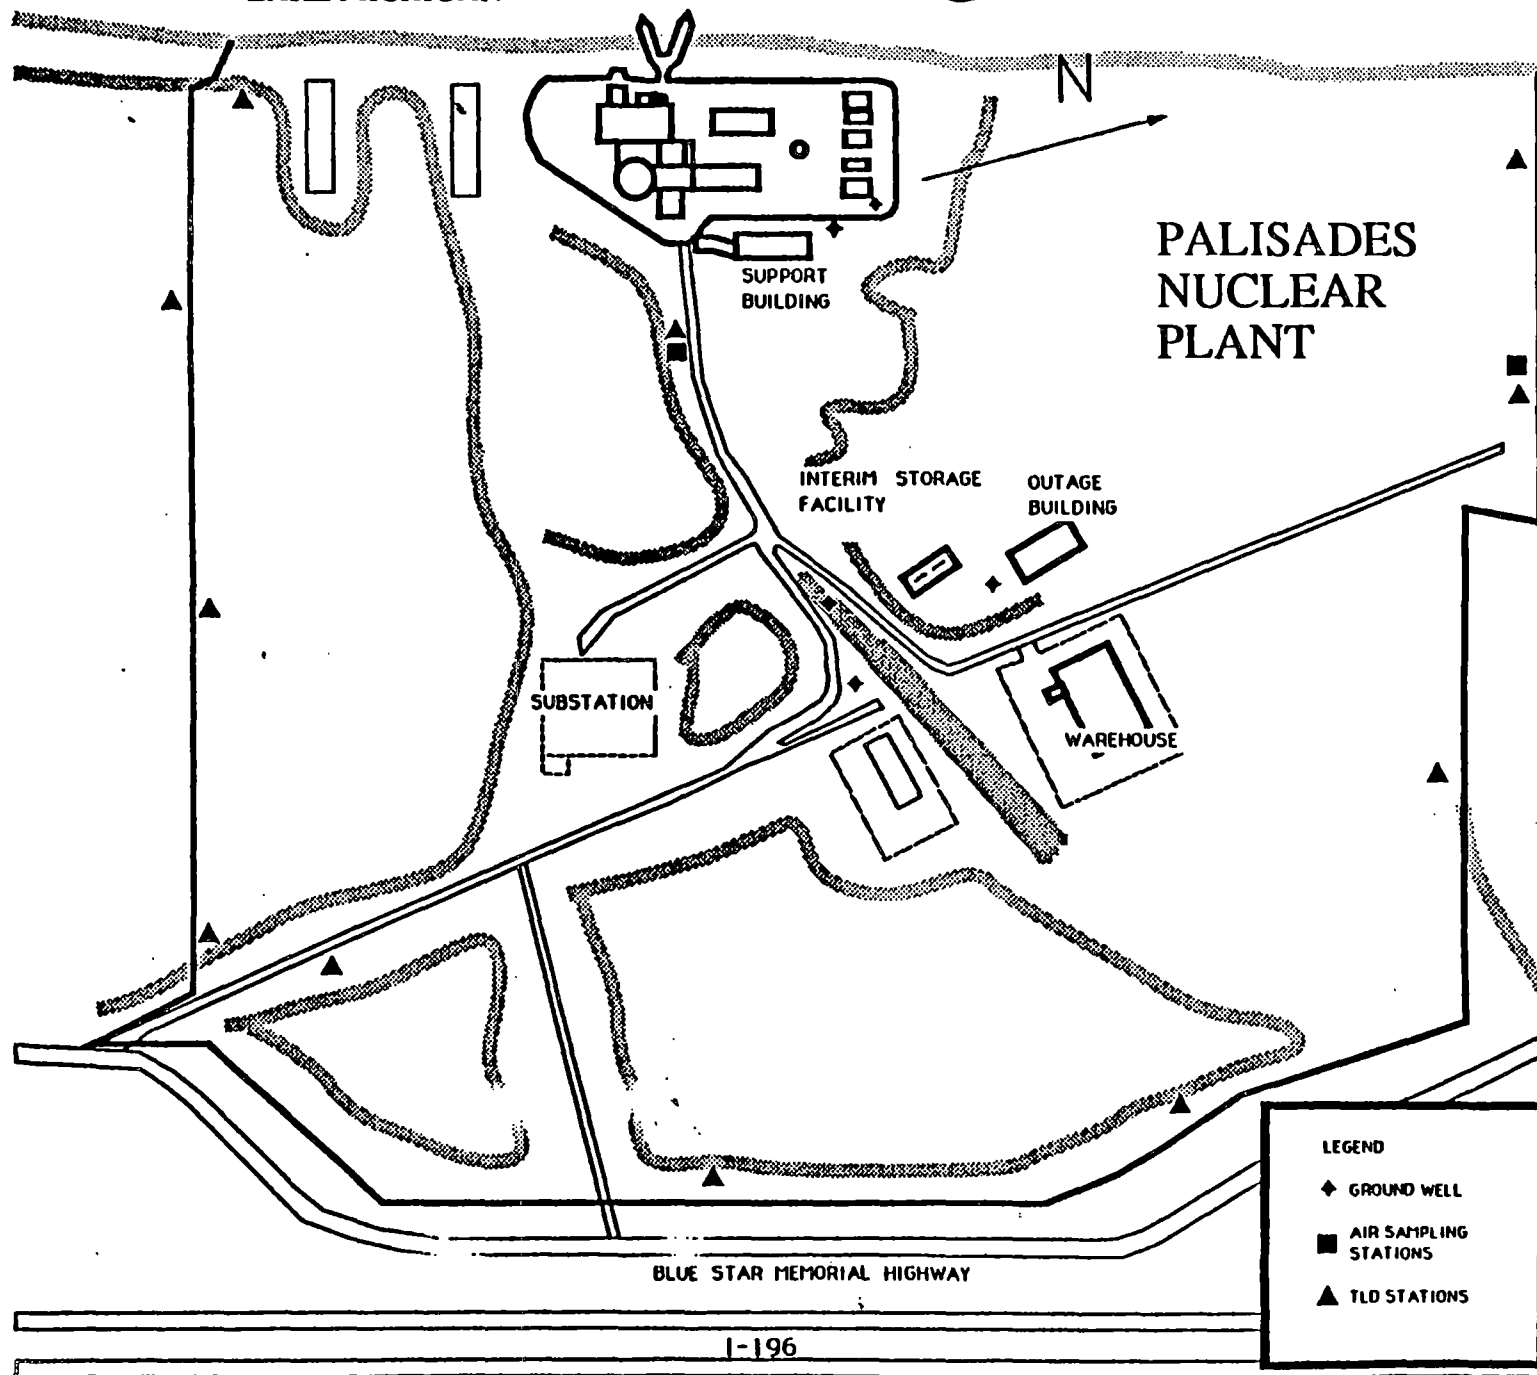 N
PALISADES
NUCLEAR
PLANT
SUPPORT
BUILDING
INTERIM STORAGE
FACILITY
OUTAGE
BUILDING
SUBSTATION
WAREHOUSE
LEGEND
GROUND WELL
AIR SAMPLING
STATIONS
TLD STATIONS
BLUE STAR MEMORIAL HIGHWAY
I-196